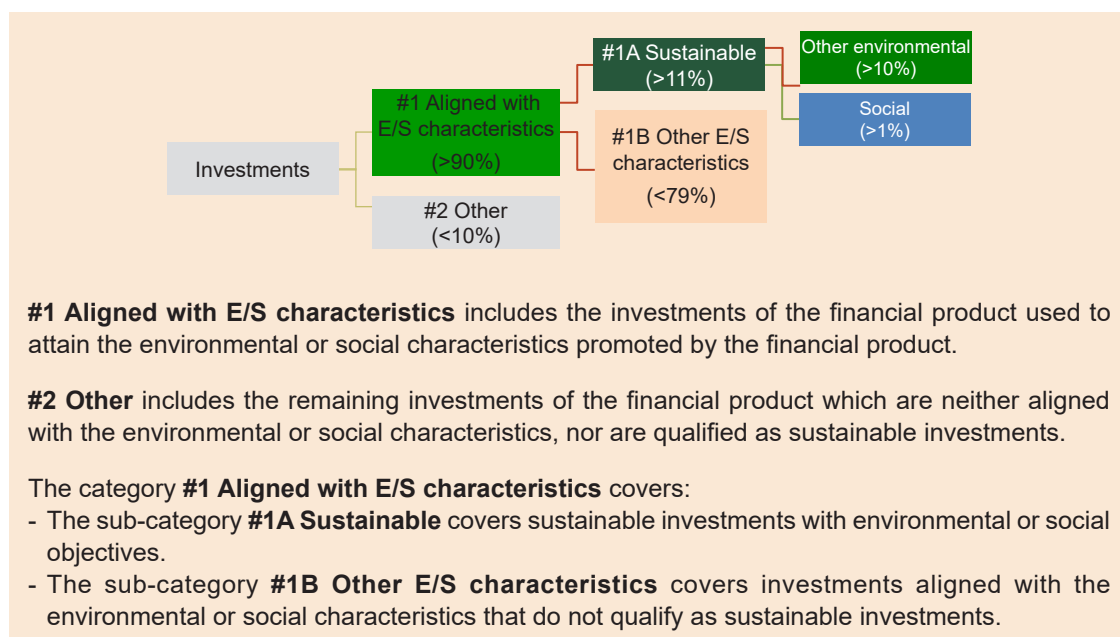 Investments
#1 Aligned with
E/S characteristics
(>90%)
#2 Other
(<10%)
#1A Sustainable
(>11%)
#1B Other E/S
characteristics
(<79%)
Other environmental
(>10%)
Social
(>1%)
#1 Aligned with E/S characteristics includes the investments of the financial product used to
attain the environmental or social characteristics promoted by the financial product.
#2 Other includes the remaining investments of the financial product which are neither aligned
with the environmental or social characteristics, nor are qualified as sustainable investments.
The category #1 Aligned with E/S characteristics covers:
- The sub-category #1A Sustainable covers sustainable investments with environmental or social
objectives.
- The sub-category #1B Other E/S characteristics covers investments aligned with the
environmental or social characteristics that do not qualify as sustainable investments.